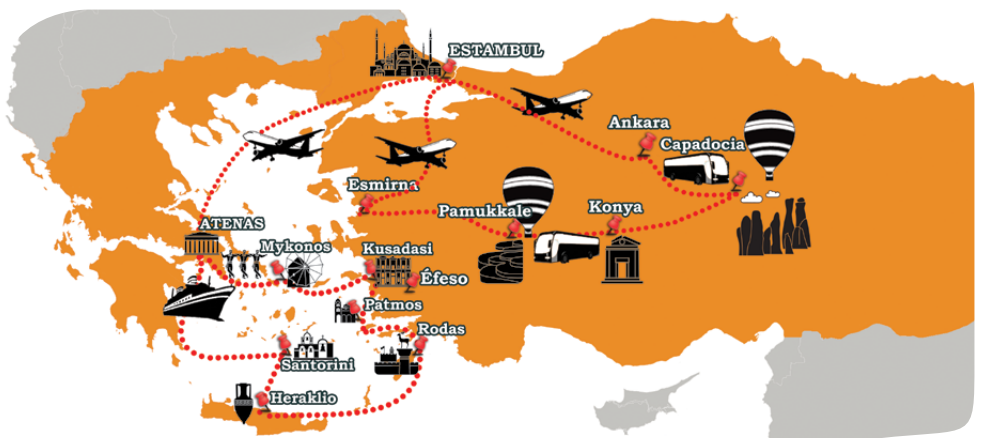 ESTAMBUL
Ankara
Capadocia
Esmirna
Pamukkale
Konya
ATENAS
Mykonos
Kusadasi
Éfeso
Patmos
Rodas
Santorini
Heraklio